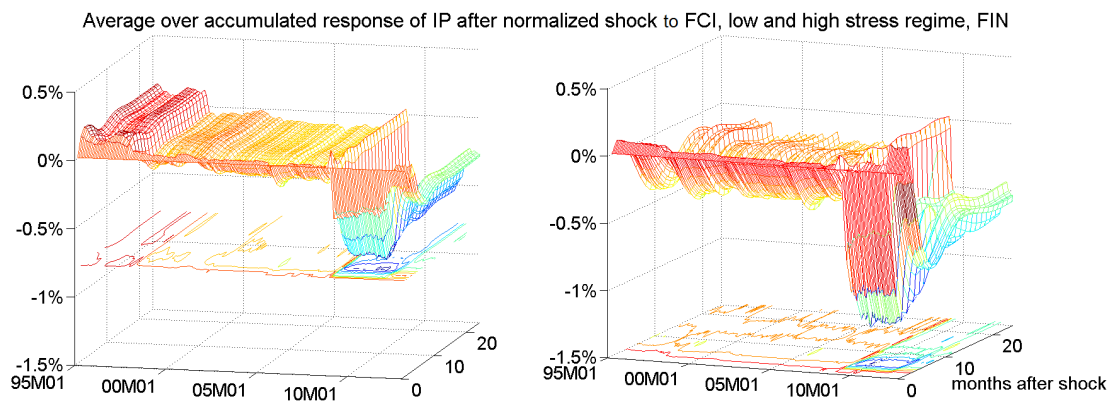 Average over accumulated response of IP after normalized shock to FCI, low and high stress regime, FIN
0.5%
0%
-0.5%
-1%
-1.5%
95M01
00M01
05M01
10M01
0
10
20
0.5%
0%
-0.5%
-1%
-1.5%
95M01
00M01
05M01
10M01
0
10
20
months after shock